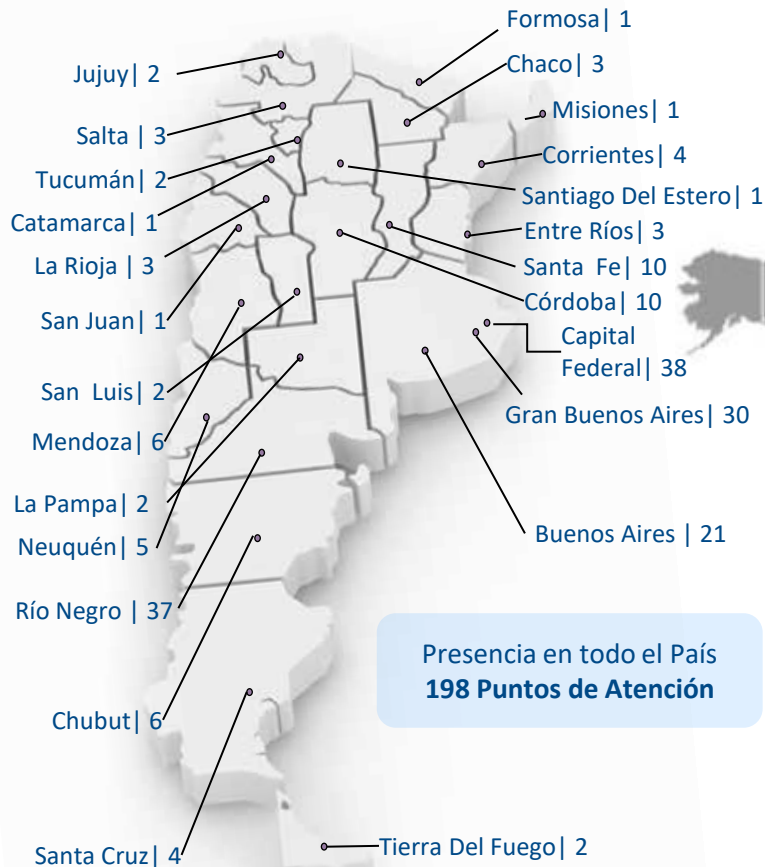 Formosa | 1
Jujuy| 2
Chaco| 3
Misiones| 1
Salta | 3
Corrientes| 4
Tucumán| 2
Santiago Del Estero| 1
Catamarca| 1
Entre Ríos| 3
La Rioja | 3
Santa Fe| 10
Córdoba| 10
San Juan| 1
Capital
Federal| 38
San Luis| 2
Gran Buenos Aires| 30
Mendoza| 6
La Pampa| 2
Buenos Aires | 21
Neuquén| 5
Río Negro | 37
Presencia en todo el País
198 Puntos de Atención
Chubut| 6
Santa Cruz| 4
Tierra Del Fuego| 2